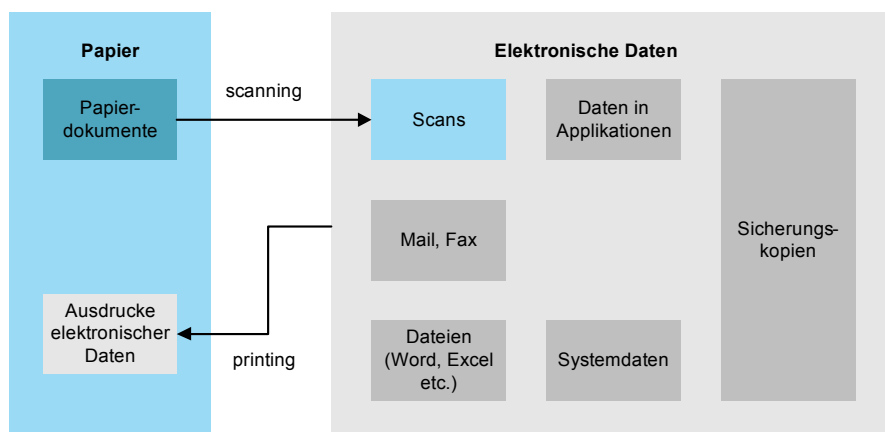 Papier
Papier-
dokumente
Ausdrucke
elektronischer
Daten
scanning
printing
Elektronische Daten
Scans
Daten in
Applikationen
Mail, Fax
Dateien
(Word, Excel
etc.)
Systemdaten
Sicherungs-
kopien